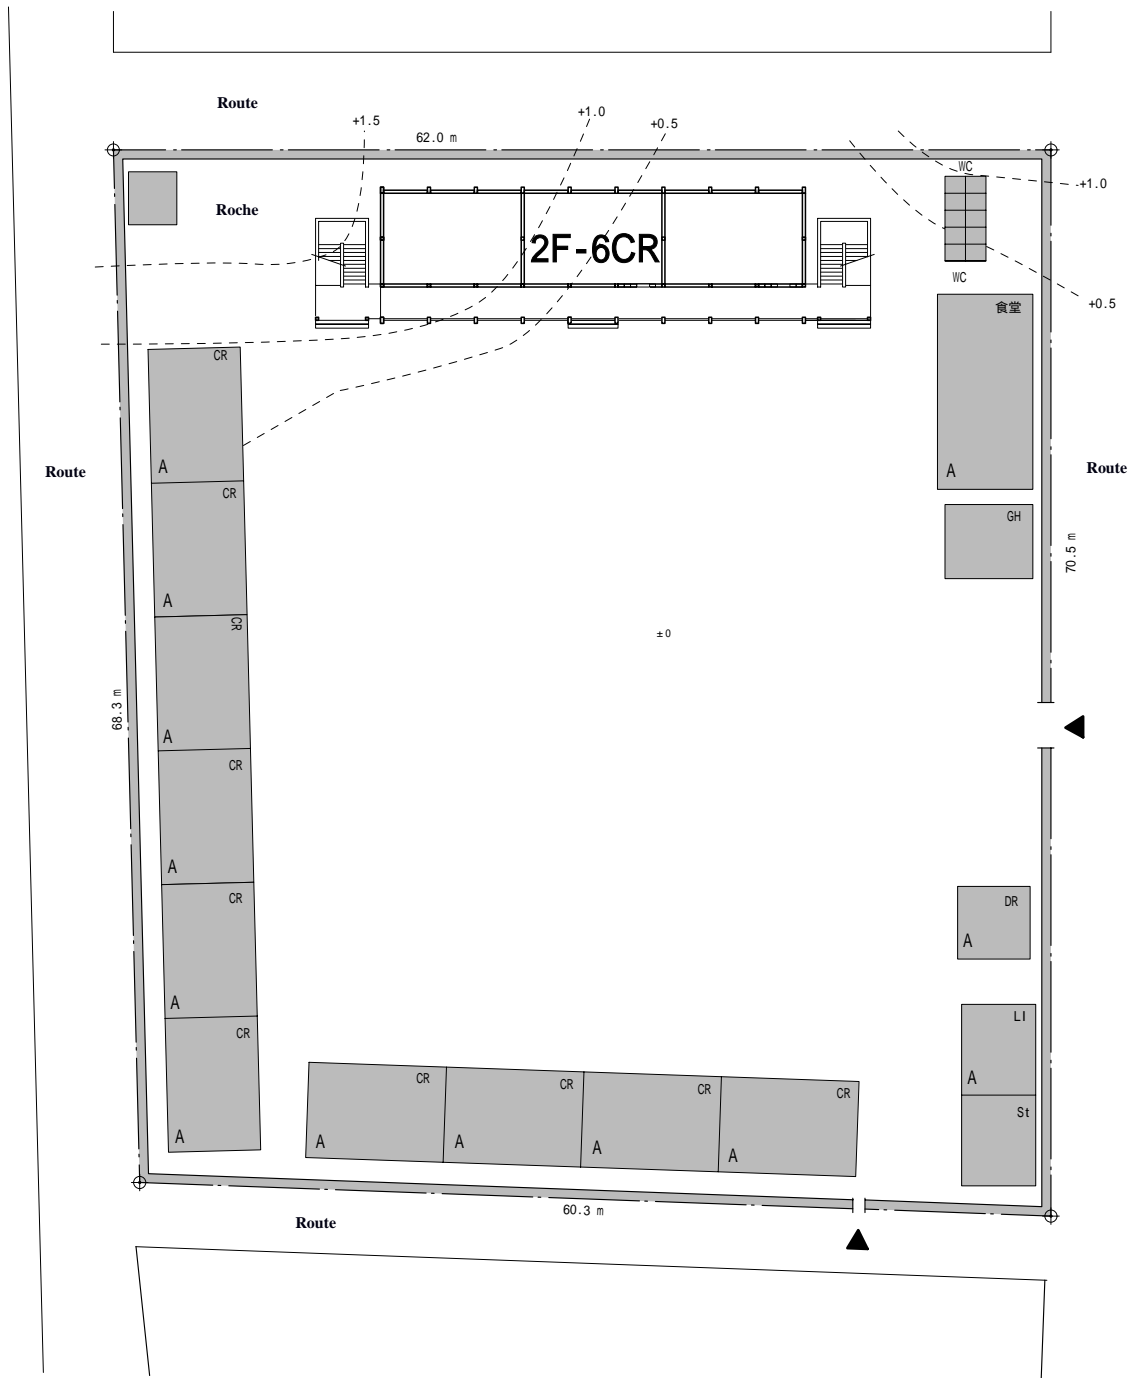 Route
+1.5
+1.0
+0.5
62.0 m
WC
+1.0
Roche
2F-6CR
WC
+0.5
食堂
CR
A
Route
A
Route
CR
A
GH
70.5 m
CR
A
±0
68.3 m
CR
A
CR
A
DR
A
CR
A
LI
A
St
CR
A
CR
A
CR
A
CR
A
60.3 m
Route